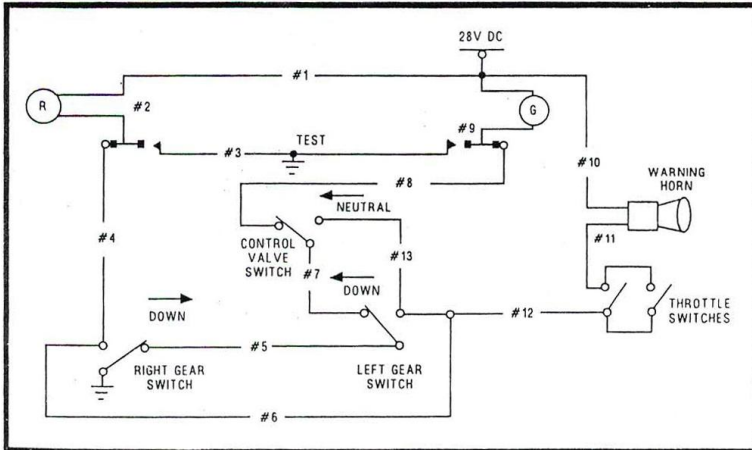 28V DC
#1
R
#2
#9
G
TEST
#3
#10
WARNING
HORN
#8
NEUTRAL
#4
#11
CONTROL
VALVE
SWITCH
#7
#13
DOWN
DOWN
#12
THROTTLE
SWITCHES
#5
RIGHT GEAR
SWITCH
LEFT GEAR
SWITCH
#6